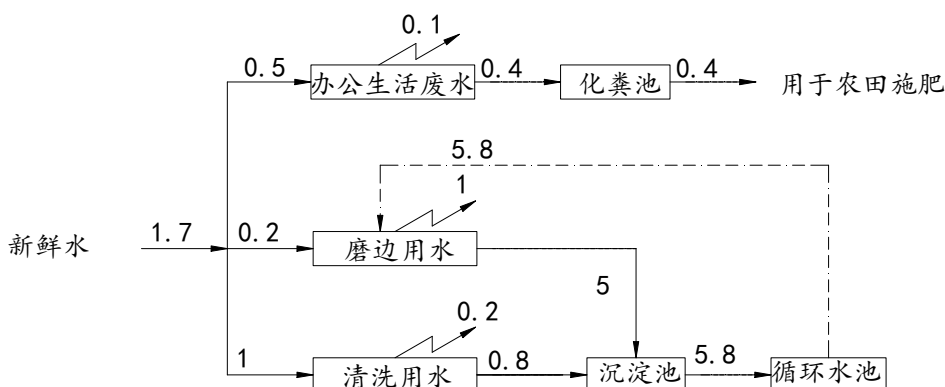 0.1
0.5
办公生活废水
0.4
化粪池
0.4
用于农田施肥
5.8
1
新鲜水
1.7
0.2
磨边用水
5
0.2
1
清洗用水
0.8
沉淀池
5.8
循环水池